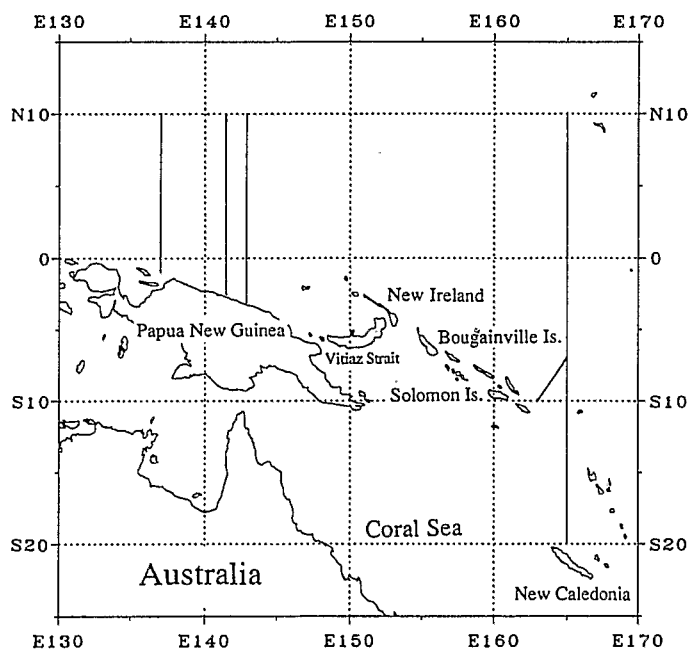 E130 E140 E150 E160 E170
N10 N10
0 0
New Ireland
Papua New Guinea
Bougainville Is.
Vitiaz Strait
Solomon Is.
S10 S10
Coral Sea
S20 S20
Australia
New Caledonia
E130 E140 E150 E160 E170